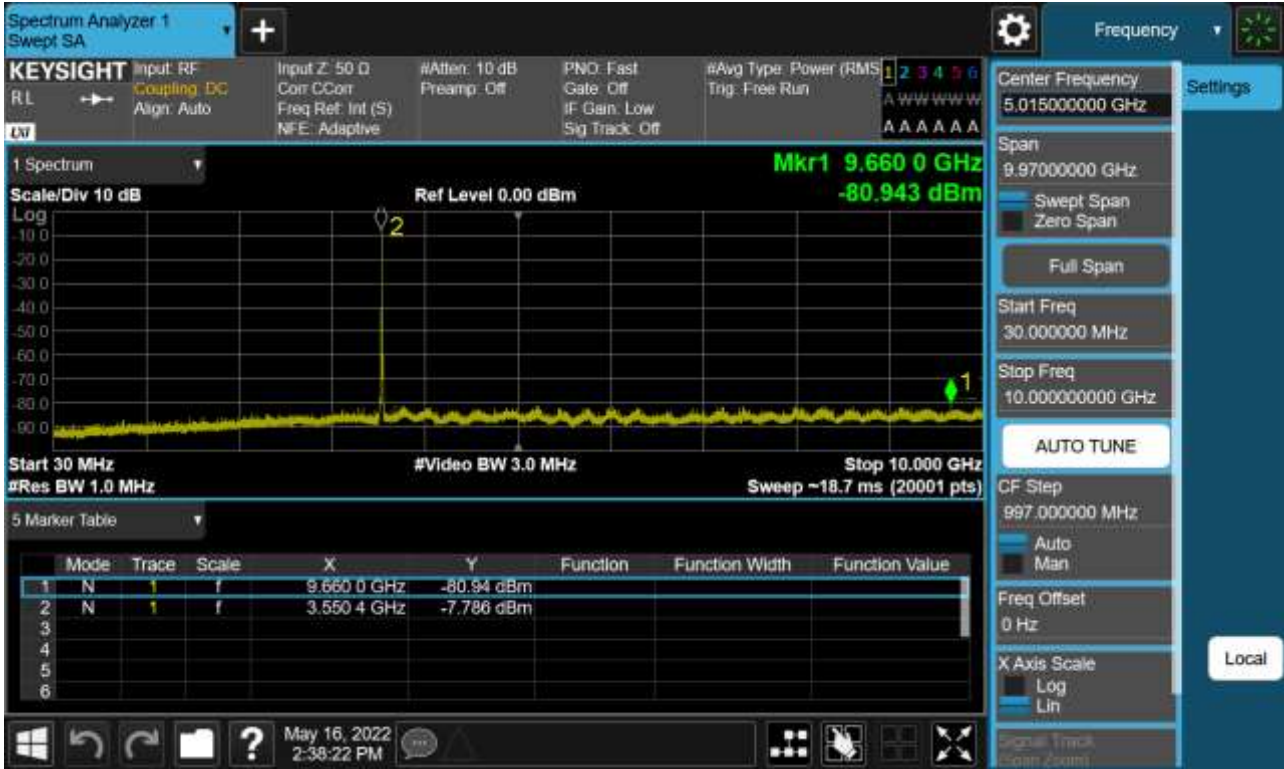 Spectrum Analyzer 1
Swept SA
+
Frequency
KEYSIGHT
RL
LXI
Input: RF
Coupling: DC
Align: Auto
Input Z: 50 Ω
Corr CCorr
Freq Ref: Int (S)
NFE: Adaptive
#Atten: 10 dB
Preamp: Off
PNO: Fast
Gate: Off
IF Gain: Low
Sig Track: Off
#Avg Type: Power (RMS
Trig: Free Run
1 2 3 4 5 6
A W W W W W
A A A A A A
1 Spectrum
Scale/Div 10 dB
Ref Level 0.00 dBm
Mkr1 9.660 0 GHz
-80.943 dBm
Log
-10.0
-20.0
-30.0
-40.0
-50.0
-60.0
-70.0
-80.0
-90.0
2
1
Start 30 MHz
#Video BW 3.0 MHz
Stop 10.000 GHz
#Res BW 1.0 MHz
Sweep ~18.7 ms (20001 pts)
5 Marker Table
Mode Trace Scale X Y Function Function Width Function Value
1 N 1 f 9.660 0 GHz -80.94 dBm
2 N 1 f 3.550 4 GHz -7.786 dBm
3
4
5
6
?
May 16, 2022
2:38:22 PM
Center Frequency
5.015000000 GHz
Span
9.97000000 GHz
Swept Span
Zero Span
Full Span
Start Freq
30.000000 MHz
Stop Freq
10.000000000 GHz
AUTO TUNE
CF Step
997.000000 MHz
Auto
Man
Freq Offset
0 Hz
X Axis Scale
Log
Lin
Signal Track
(Span Zoom)
Settings
Local